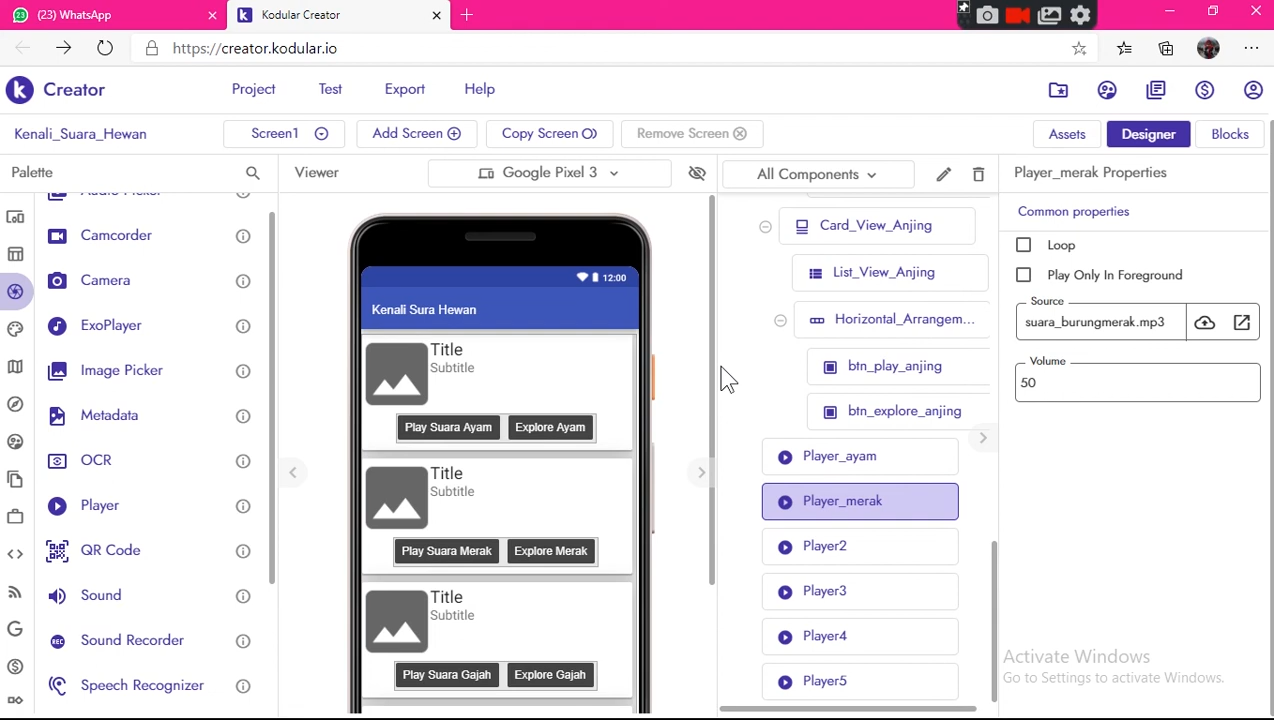 (23) WhatsApp
Kodular Creator
https://creator.kodular.io
Creator
Project
Test
Export
Help
Kenali_Suara_Hewan
Screen1
Add Screen
Copy Screen
Remove Screen
Assets
Designer
Blocks
Palette
Viewer
Google Pixel 3
All Components
Player_merak Properties
Audio Picker
Camcorder
Camera
ExoPlayer
Image Picker
Metadata
OCR
Player
QR Code
Sound
Sound Recorder
REC
Speech Recognizer
12:00
Kenali Sura Hewan
Title
Subtitle
Play Suara Ayam
Explore Ayam
Title
Subtitle
Play Suara Merak
Explore Merak
Title
Subtitle
Play Suara Gajah
Explore Gajah
Card_View_Anjing
List_View_Anjing
Horizontal_Arrangem...
btn_play_anjing
btn_explore_anjing
Player_ayam
Player_merak
Player2
Player3
Player4
Player5
Common properties
Loop
Play Only In Foreground
Source
suara_burungmerak.mp3
Volume
50
Activate Windows
Go to Settings to activate Windows.